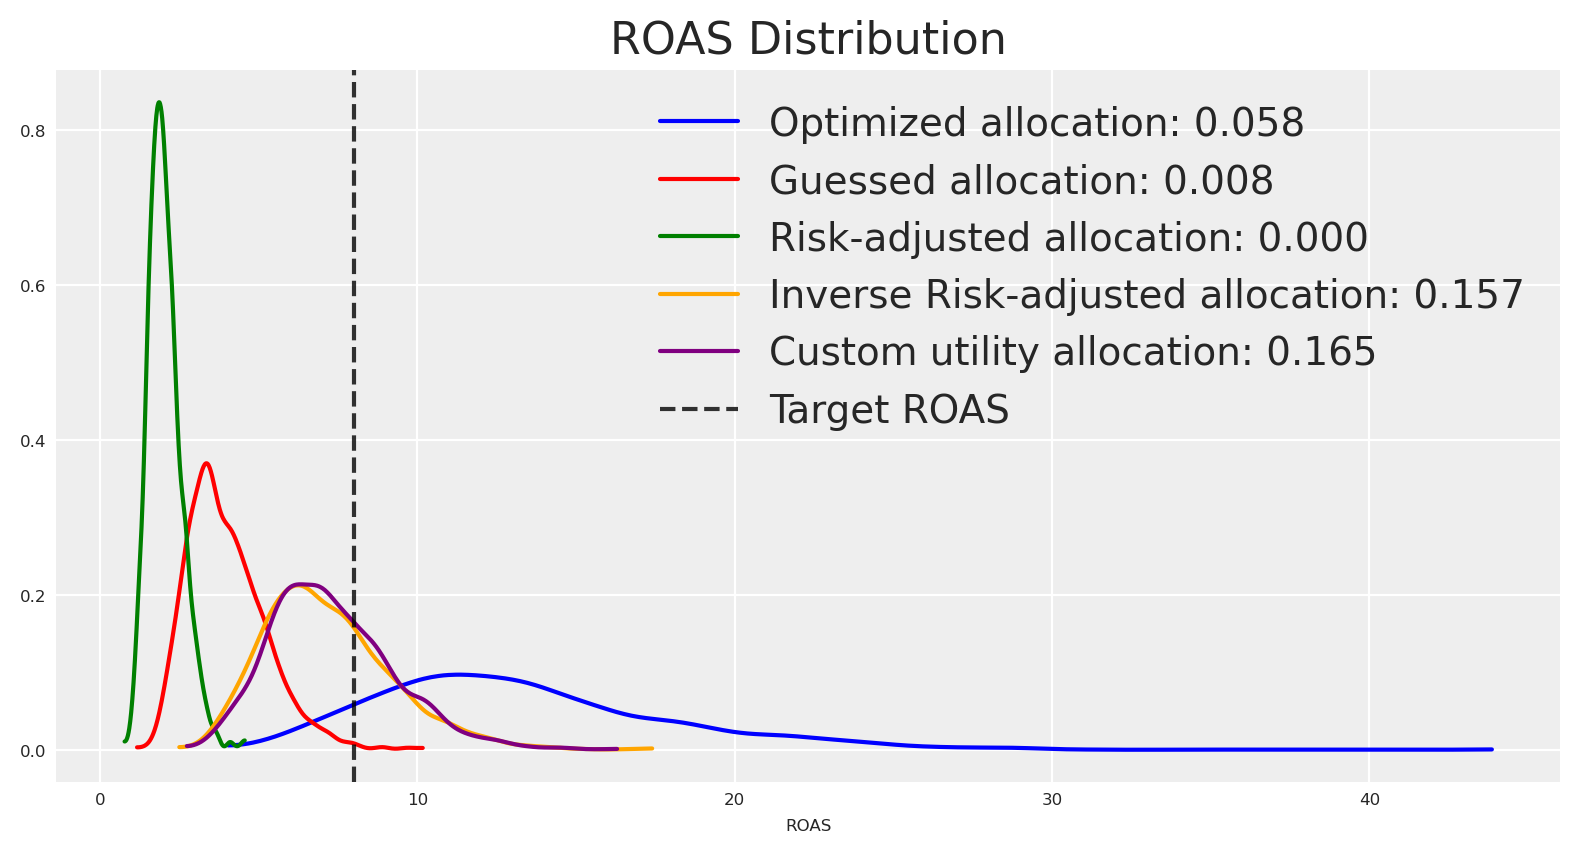 ROAS Distribution
Optimized allocation: 0.058
Guessed allocation: 0.008
Risk-adjusted allocation: 0.000
Inverse Risk-adjusted allocation: 0.157
Custom utility allocation: 0.165
Target ROAS
0.8
0.6
0.4
0.2
0.0
0 10 20 30 40
ROAS